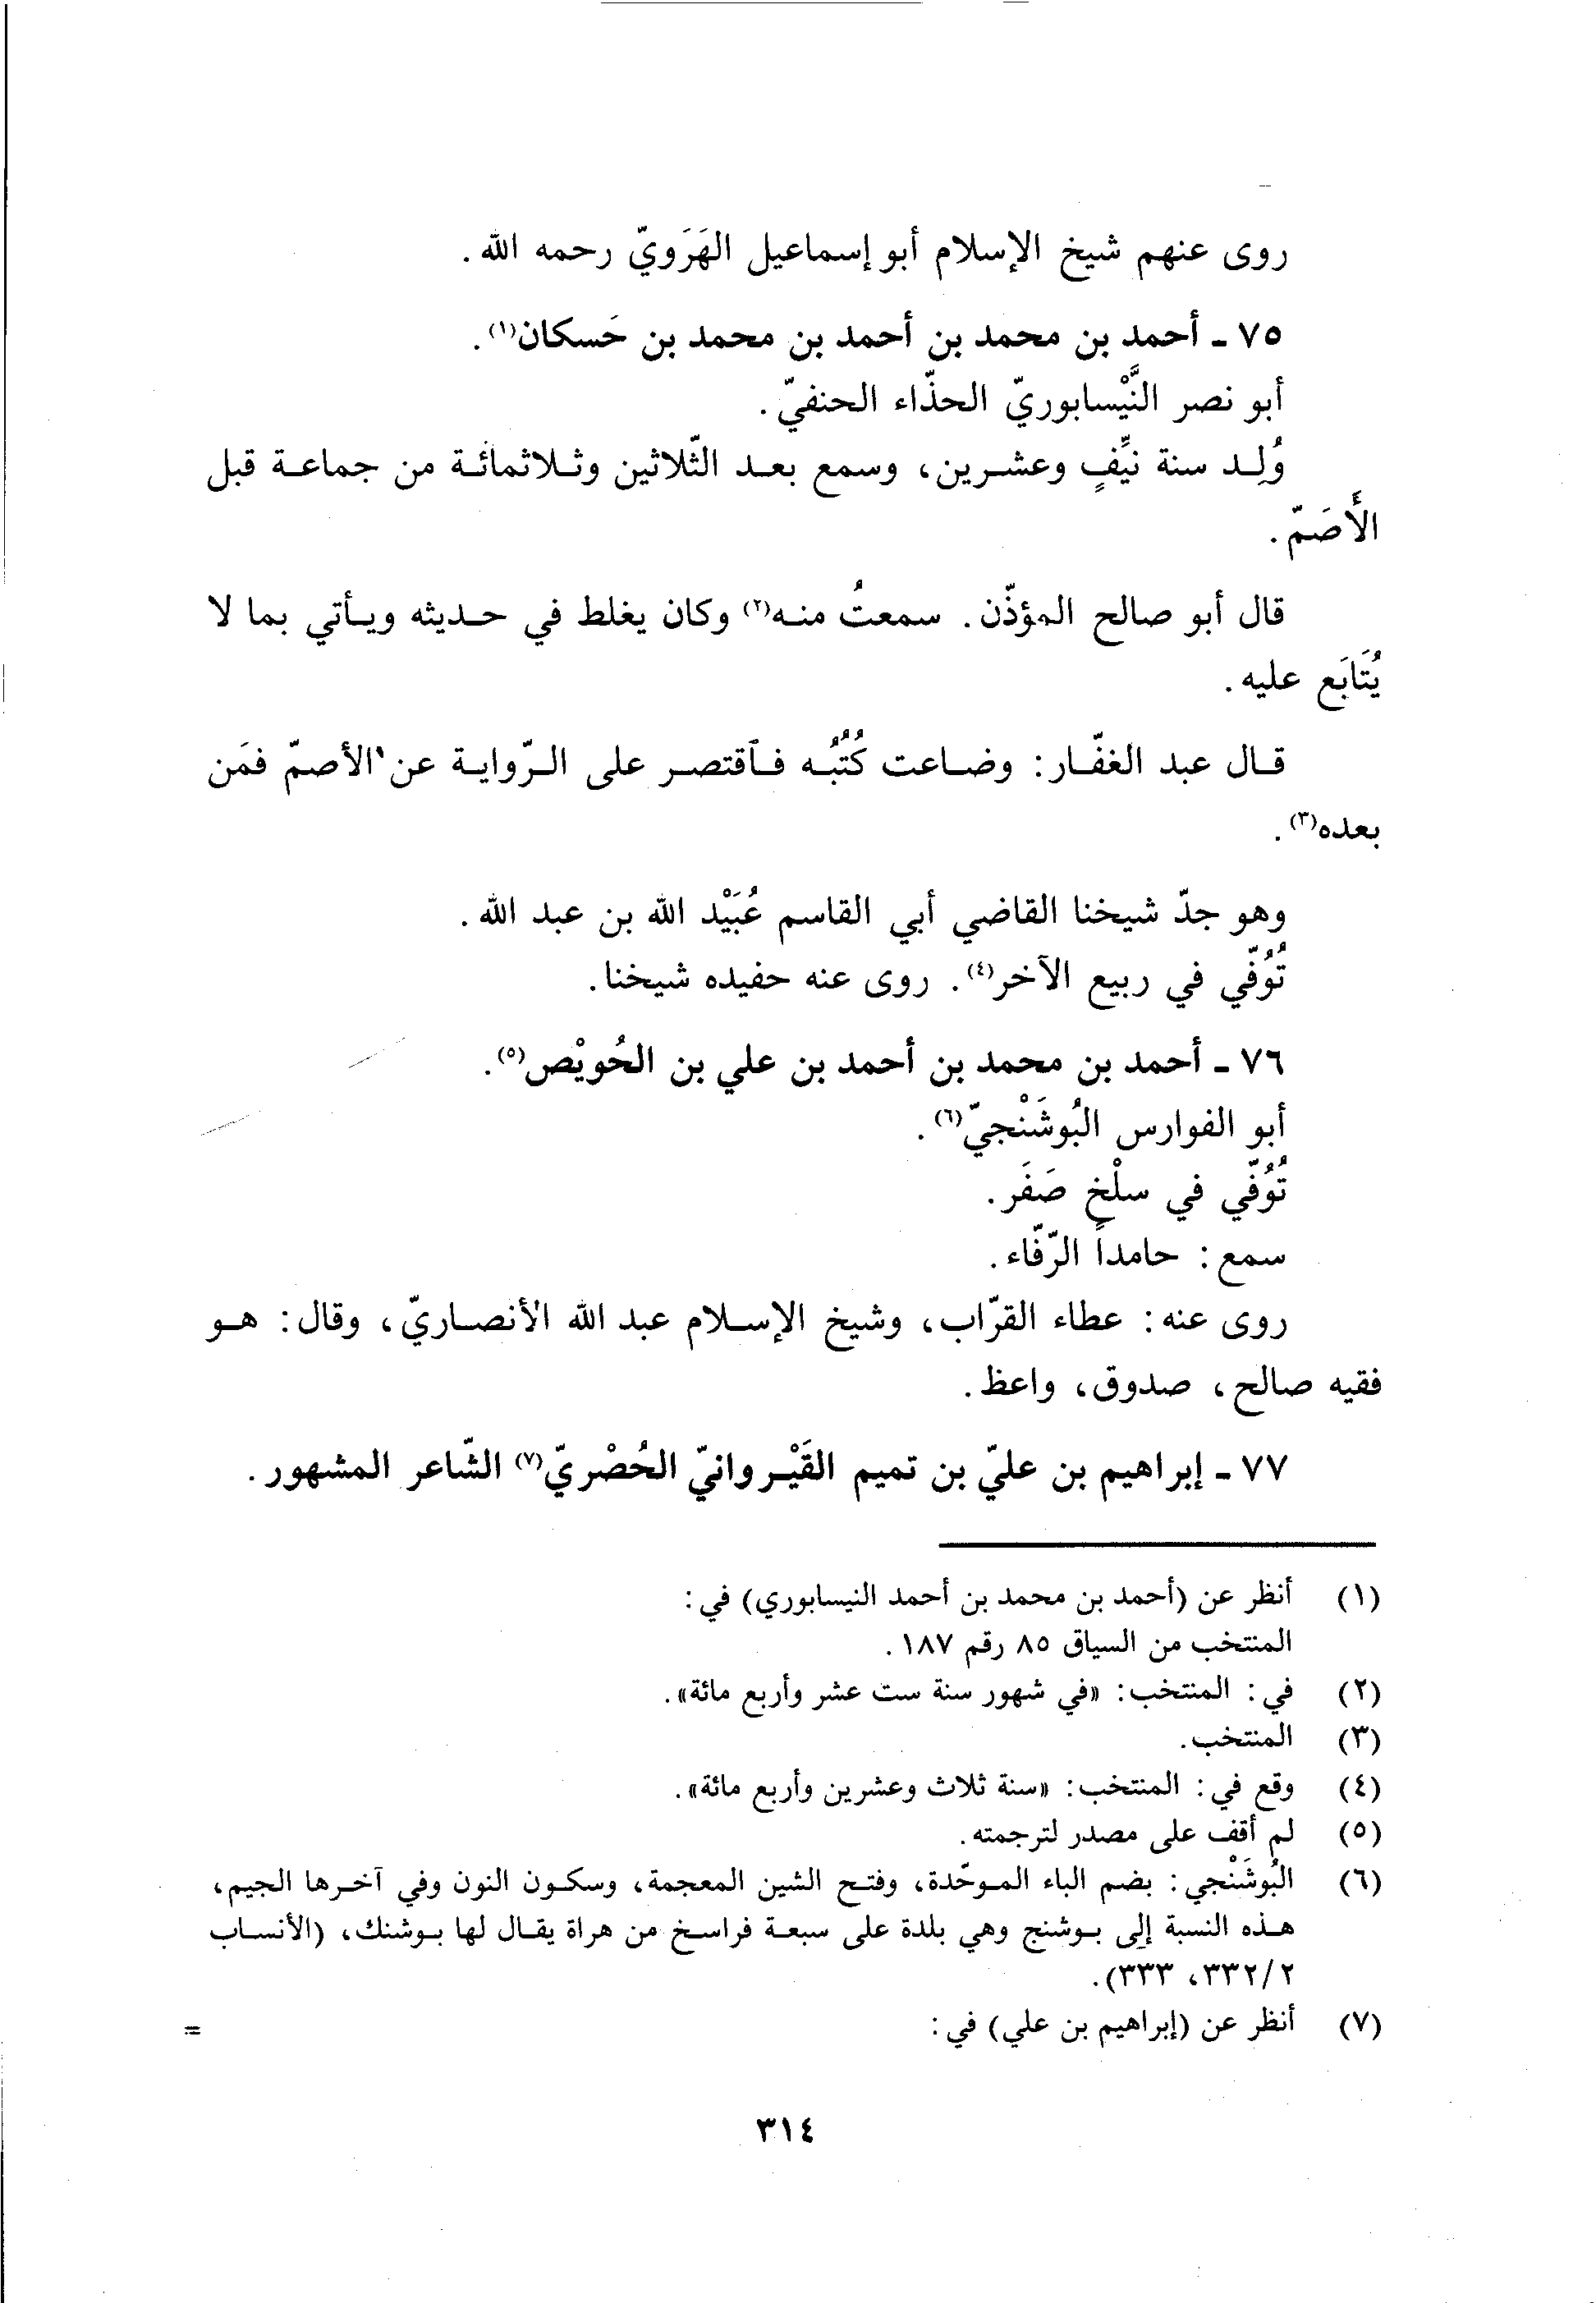 روى عنهم شيخ الإسلام أبو إسماعيل الهَرَويّ رحمه الله.
٧٥ ـ أحمد بن محمد بن أحمد بن محمد بن حَسكان(١).
أبو نصر النَّيْسابوريّ الحذّاء الحنفيّ.
وُلِد سنة نيِّفٍ وعشرين، وسمع بعد الثّلاثين وثلاثمائة من جماعة قبل
الأَصَمّ.
قال أبو صالح المؤذّن. سمعتُ منه(٢) وكان يغلط في حديثه ويأتي بما لا
يُتَابَع عليه.
قال عبد الغفّار: وضاعت كُتُبُه فآقتصر على الرّواية عن الأصمّ فمَن
بعده(٣).
وهو جدّ شيخنا القاضي أبي القاسم عُبَيْد الله بن عبد الله.
تُوُفّي في ربيع الآخر(٤). روى عنه حفيده شيخنا.
٧٦ ـ أحمد بن محمد بن أحمد بن علي بن الحُويْص(٥).
أبو الفوارس البُوشَنْجيّ(٦).
تُوُفّي في سلْخ صَفَر.
سمع: حامداً الرّفّاء.
روى عنه: عطاء القرّاب، وشيخ الإسلام عبد الله الأنصاريّ، وقال: هو
فقيه صالح، صدوق، واعظ.
٧٧ ـ إبراهيم بن عليّ بن تميم القَيْروانيّ الحُصْريّ(٧) الشّاعر المشهور.
(١) أنظر عن (أحمد بن محمد بن أحمد النيسابوري) في:
المنتخب من السياق ٨٥ رقم ١٨٧.
(٢) في: المنتخب: «في شهور سنة ست عشر وأربع مائة».
(٣) المنتخب.
(٤) وقع في: المنتخب: «سنة ثلاث وعشرين وأربع مائة».
(٥) لم أقف على مصدر لترجمته.
(٦) البُوشَنْجي: بضم الباء الموحّدة، وفتح الشين المعجمة، وسكون النون وفي آخرها الجيم،
هذه النسبة إلى بوشنج وهي بلدة على سبعة فراسخ من هراة يقال لها بوشنك، (الأنساب
٢/٣٣٢، ٣٣٣).
(٧) أنظر عن (إبراهيم بن علي) في: =
٣١٤